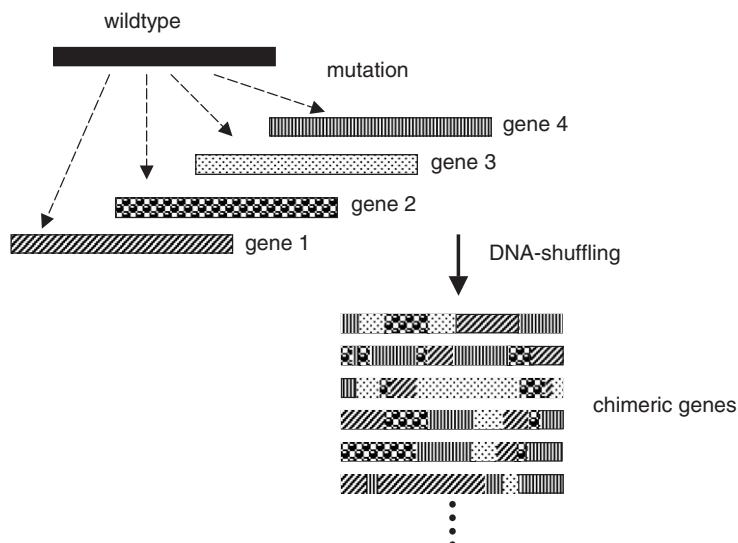 wildtype
mutation
gene 4
gene 3
gene 2
gene 1
DNA-shuffling
chimeric genes